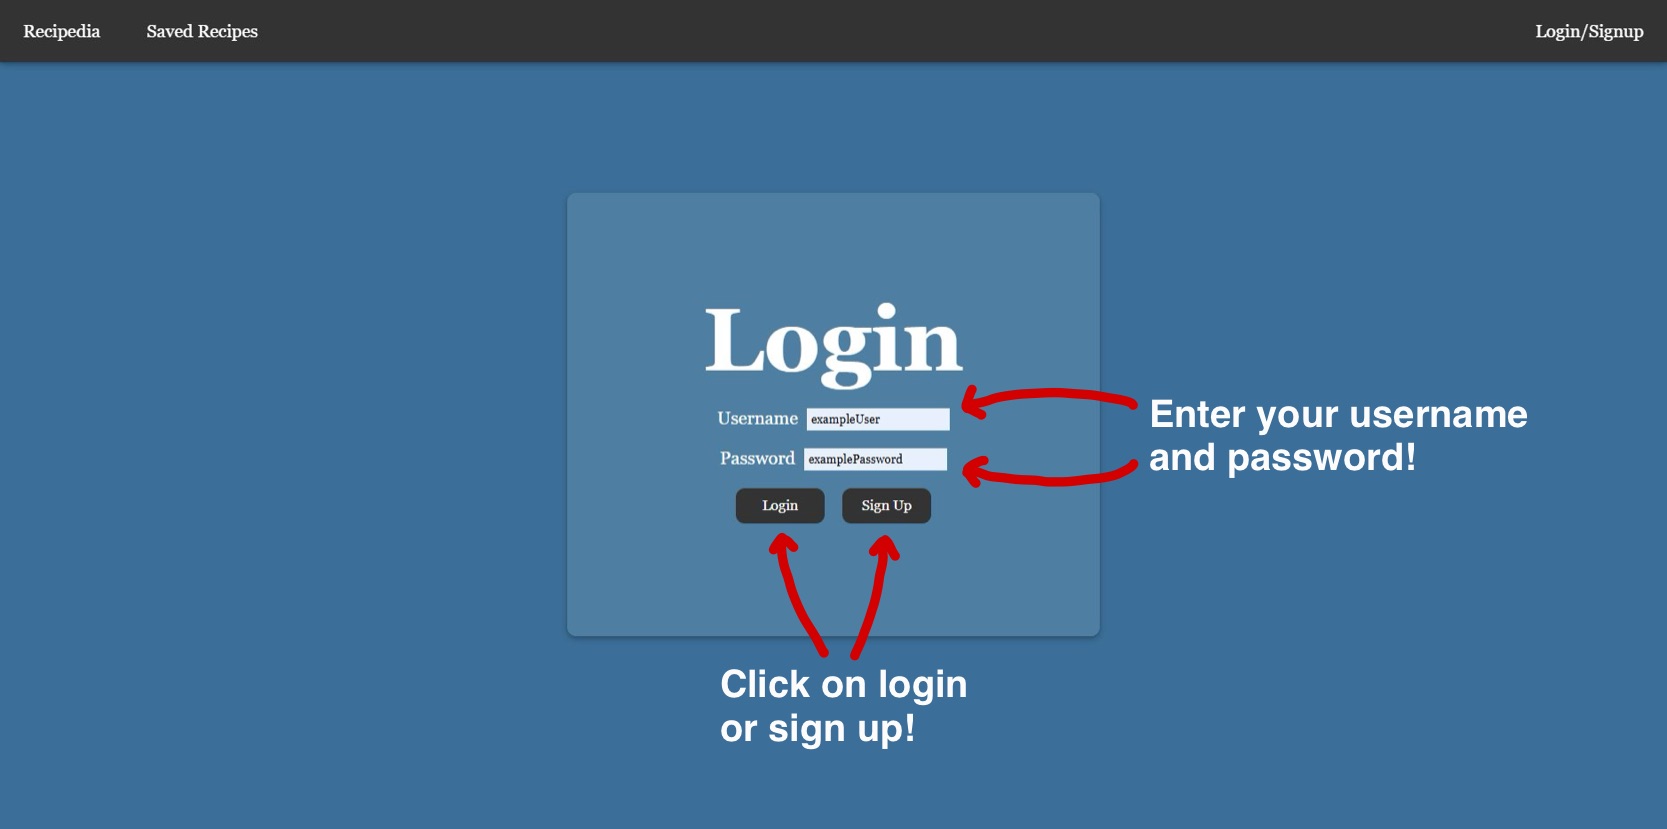 Recipedia Saved Recipes Login/Signup
Login
Username exampleUser
Password examplePassword
Login Sign Up
Enter your username
and password!
Click on login
or sign up!